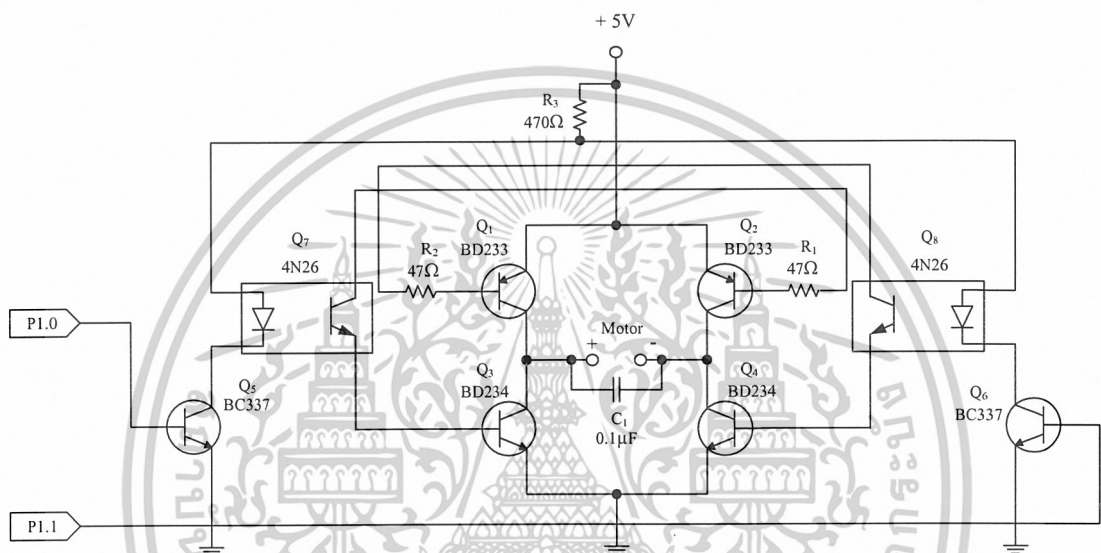 + 5V
R₃
470Ω
Q₁
BD233
Q₂
BD233
Q₇
4N26
R₂
47Ω
R₁
47Ω
Q₈
4N26
P1.0
Motor
+ -
Q₃
BD234
Q₄
BD234
Q₅
BC337
C₁
0.1µF
Q₆
BC337
P1.1